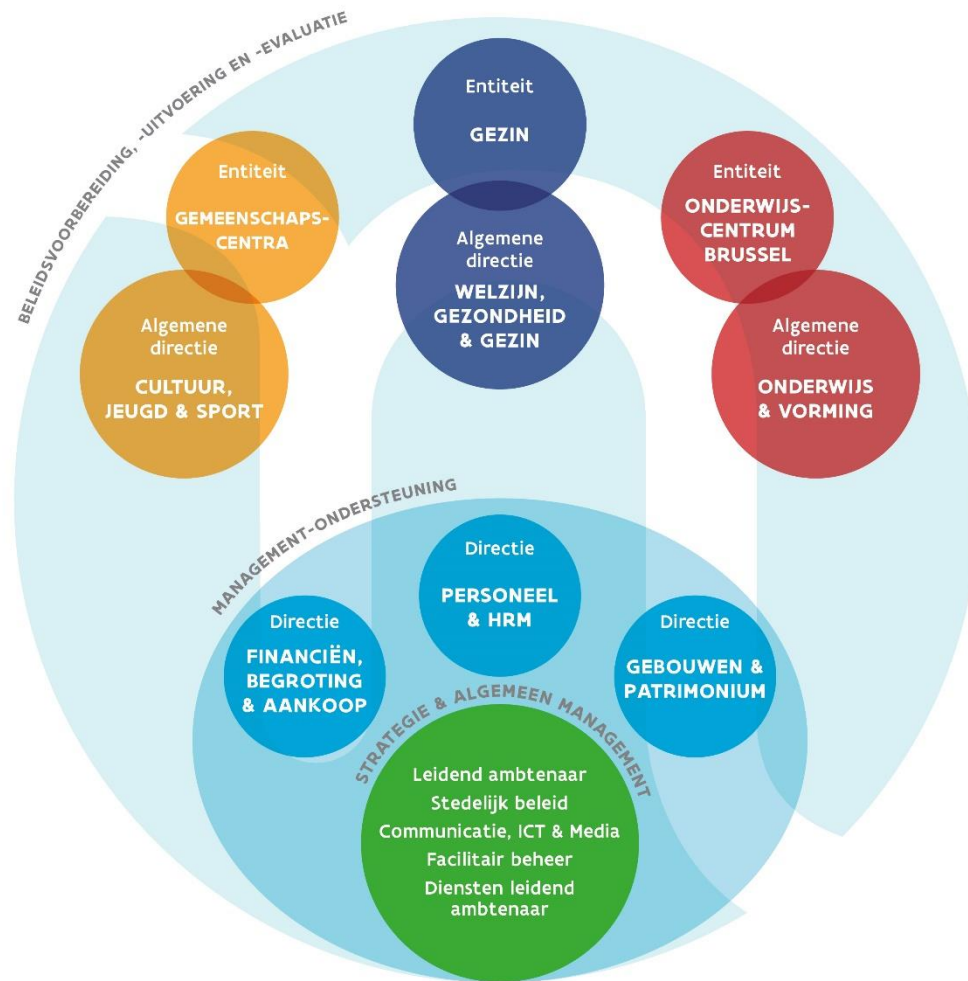 BELEIDSVOORBEREIDING, -UITVOERING EN -EVALUATIE
Entiteit
GEZIN
Entiteit
GEMEENSCHAPS-
CENTRA
Entiteit
ONDERWIJS-
CENTRUM
BRUSSEL
Algemene
directie
WELZIJN,
GEZONDHEID
& GEZIN
Algemene
directie
CULTUUR,
JEUGD & SPORT
Algemene
directie
ONDERWIJS
& VORMING
MANAGEMENT-ONDERSTEUNING
Directie
PERSONEEL
& HRM
Directie
FINANCIËN,
BEGROTING
& AANKOOP
Directie
GEBOUWEN &
PATRIMONIUM
STRATEGIE & ALGEMEEN MANAGEMENT
Leidend ambtenaar
Stedelijk beleid
Communicatie, ICT & Media
Facilitair beheer
Diensten leidend
ambtenaar